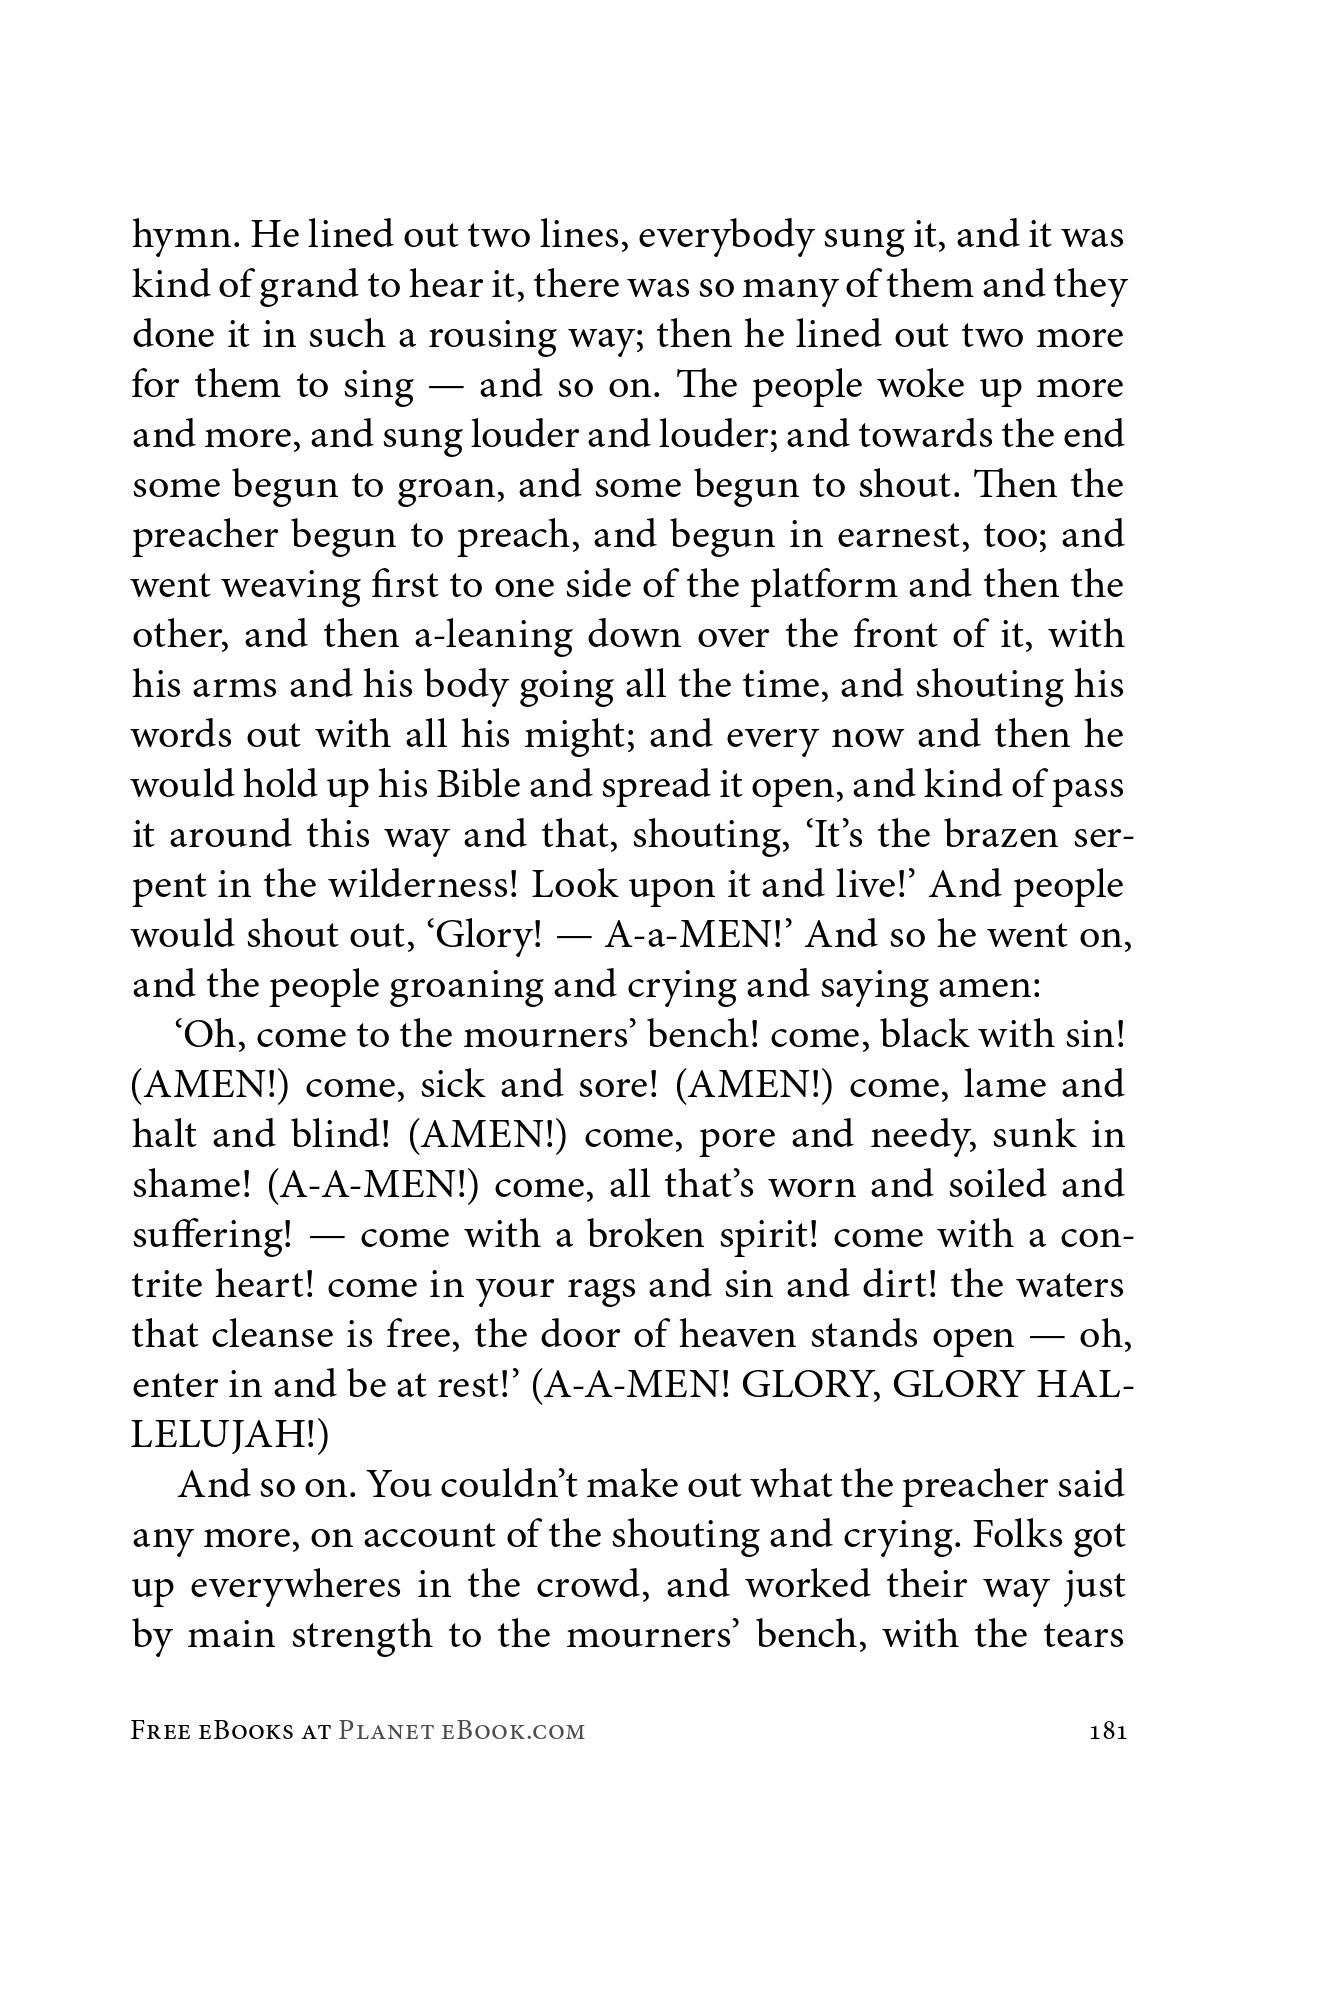 hymn. He lined out two lines, everybody sung it, and it was
kind of grand to hear it, there was so many of them and they
done it in such a rousing way; then he lined out two more
for them to sing — and so on. The people woke up more
and more, and sung louder and louder; and towards the end
some begun to groan, and some begun to shout. Then the
preacher begun to preach, and begun in earnest, too; and
went weaving first to one side of the platform and then the
other, and then a-leaning down over the front of it, with
his arms and his body going all the time, and shouting his
words out with all his might; and every now and then he
would hold up his Bible and spread it open, and kind of pass
it around this way and that, shouting, ‘It’s the brazen ser-
pent in the wilderness! Look upon it and live!’ And people
would shout out, ‘Glory! — A-a-MEN!’ And so he went on,
and the people groaning and crying and saying amen:
‘Oh, come to the mourners’ bench! come, black with sin!
(AMEN!) come, sick and sore! (AMEN!) come, lame and
halt and blind! (AMEN!) come, pore and needy, sunk in
shame! (A-A-MEN!) come, all that’s worn and soiled and
suffering! — come with a broken spirit! come with a con-
trite heart! come in your rags and sin and dirt! the waters
that cleanse is free, the door of heaven stands open — oh,
enter in and be at rest!’ (A-A-MEN! GLORY, GLORY HAL-
LELUJAH!)
And so on. You couldn’t make out what the preacher said
any more, on account of the shouting and crying. Folks got
up everywheres in the crowd, and worked their way just
by main strength to the mourners’ bench, with the tears
Free eBooks at Planet eBook.com 181